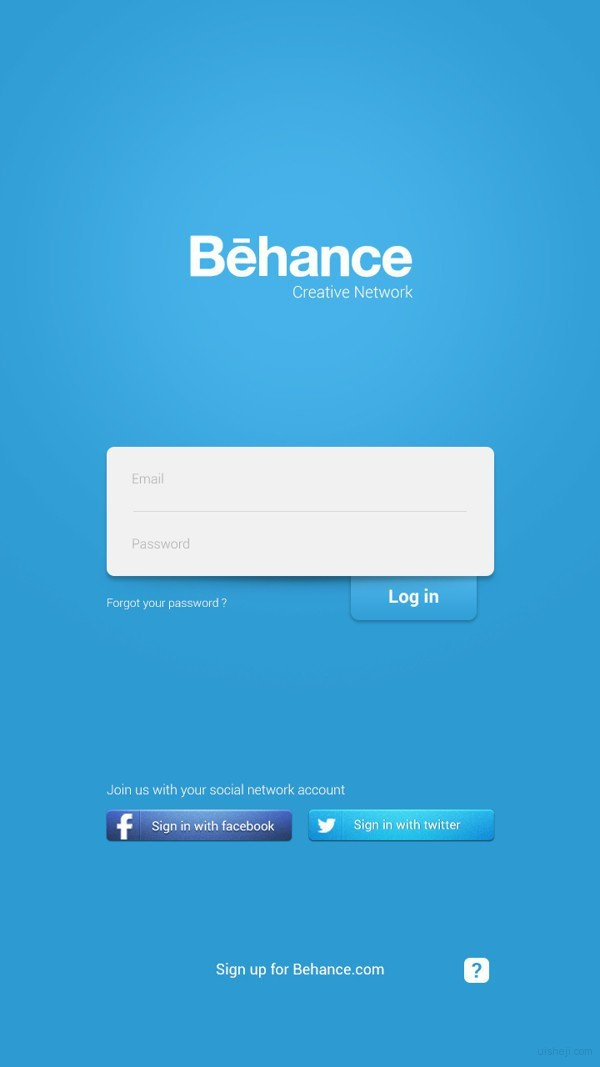 Bēhance
Creative Network
Email
Password
Forgot your password ?
Log in
Join us with your social network account
f
Sign in with facebook
Sign in with twitter
Sign up for Behance.com
?
uisheji.com